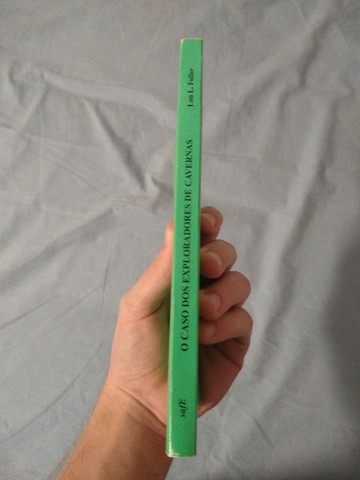 safE
O CASO DOS EXPLORADORES DE CAVERNAS
Lon L. Fuller